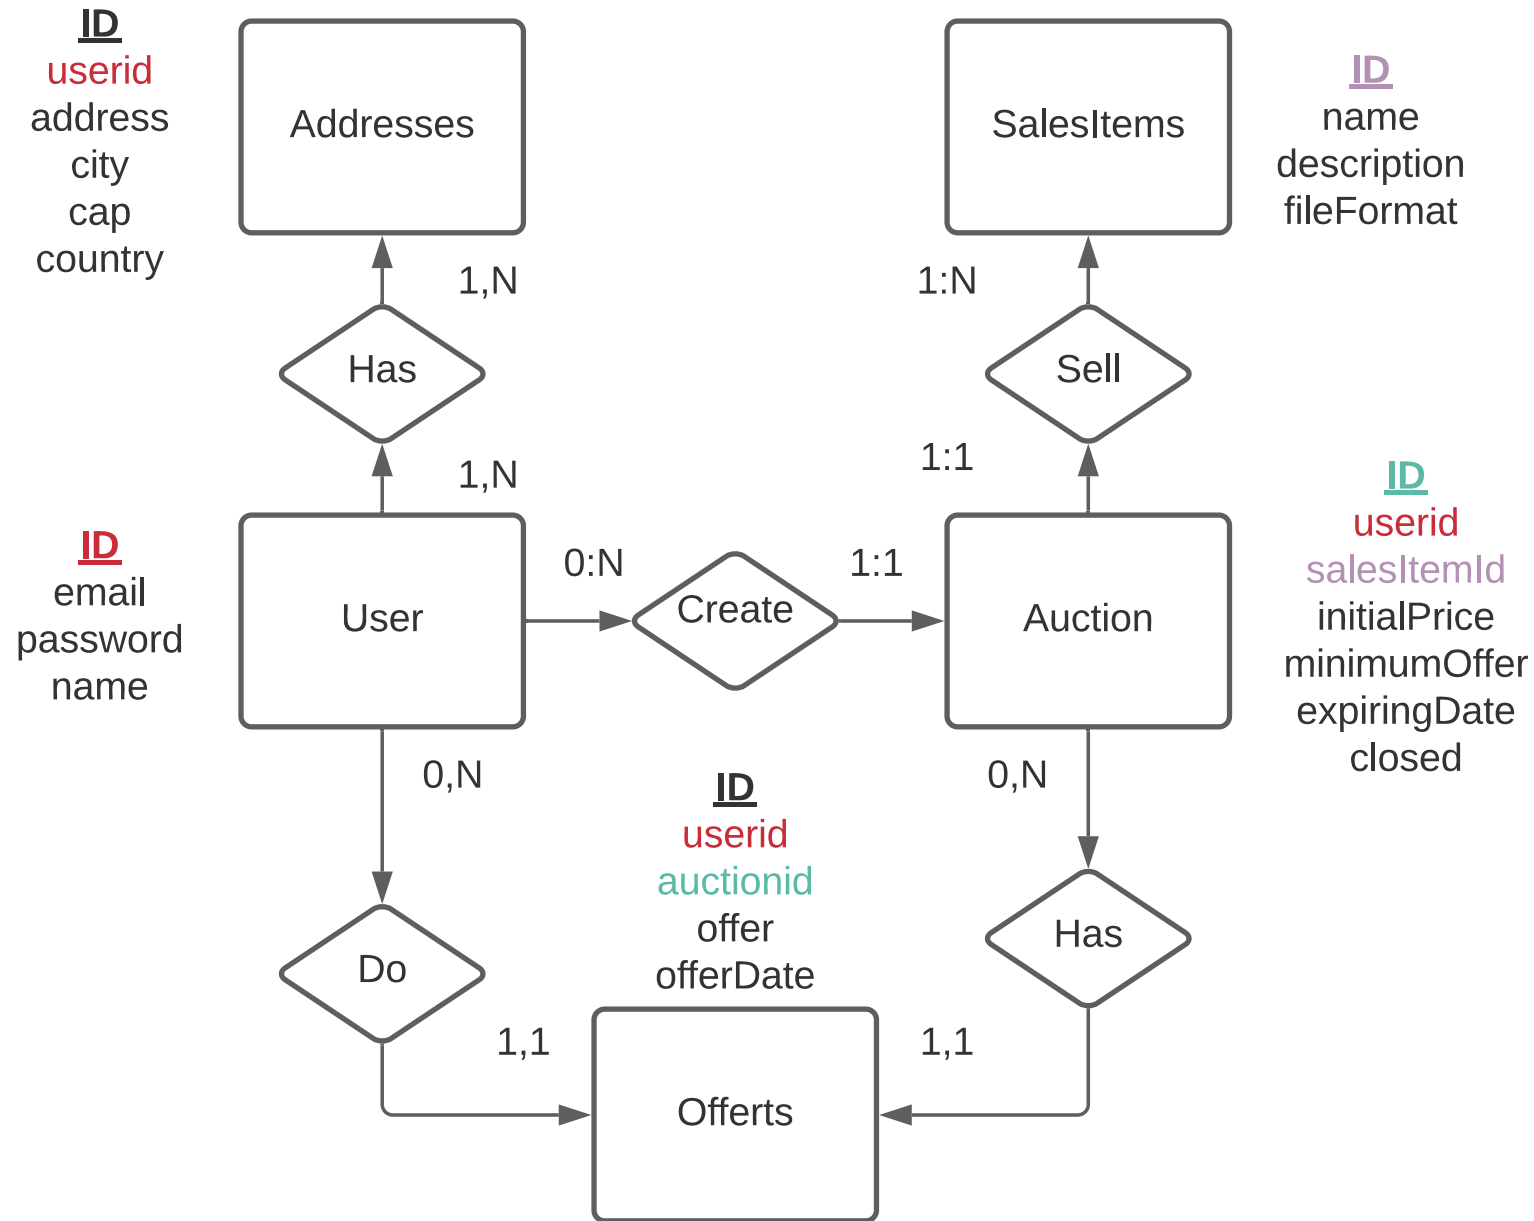 ID
userid
address
city
cap
country
Addresses
SalesItems
ID
name
description
fileFormat
1,N
1:N
Has
Sell
1,N
1:1
ID
email
password
name
User
0:N
Create
1:1
Auction
ID
userid
salesItemId
initialPrice
minimumOffer
expiringDate
closed
0,N
0,N
ID
userid
auctionid
offer
offerDate
Do
Has
1,1
1,1
Offerts